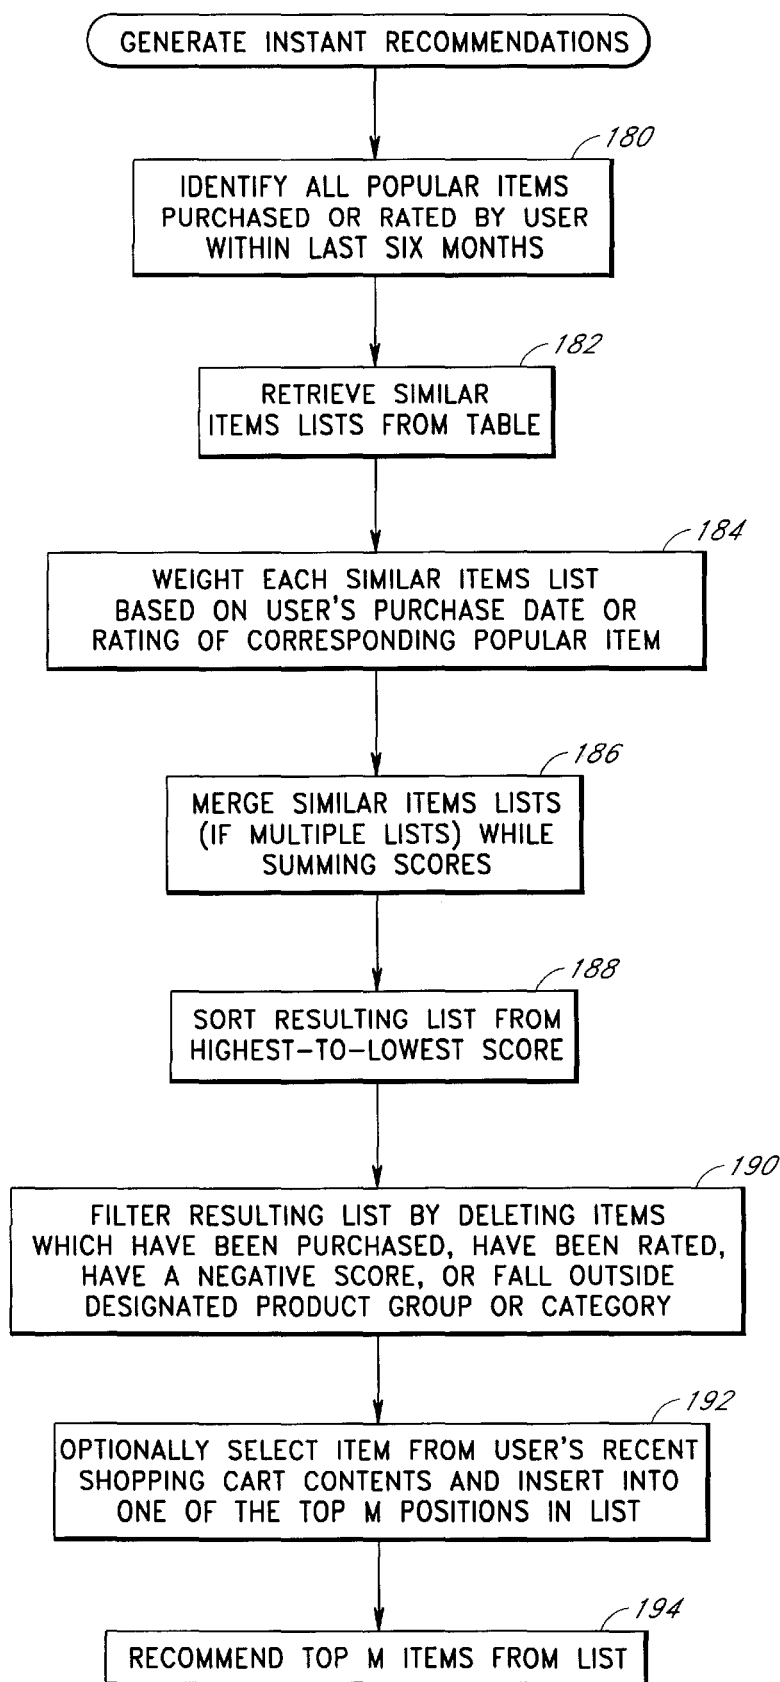 GENERATE INSTANT RECOMMENDATIONS
180
IDENTIFY ALL POPULAR ITEMS
PURCHASED OR RATED BY USER
WITHIN LAST SIX MONTHS
182
RETRIEVE SIMILAR
ITEMS LISTS FROM TABLE
184
WEIGHT EACH SIMILAR ITEMS LIST
BASED ON USER'S PURCHASE DATE OR
RATING OF CORRESPONDING POPULAR ITEM
186
MERGE SIMILAR ITEMS LISTS
(IF MULTIPLE LISTS) WHILE
SUMMING SCORES
188
SORT RESULTING LIST FROM
HIGHEST-TO-LOWEST SCORE
190
FILTER RESULTING LIST BY DELETING ITEMS
WHICH HAVE BEEN PURCHASED, HAVE BEEN RATED,
HAVE A NEGATIVE SCORE, OR FALL OUTSIDE
DESIGNATED PRODUCT GROUP OR CATEGORY
192
OPTIONALLY SELECT ITEM FROM USER'S RECENT
SHOPPING CART CONTENTS AND INSERT INTO
ONE OF THE TOP M POSITIONS IN LIST
194
RECOMMEND TOP M ITEMS FROM LIST